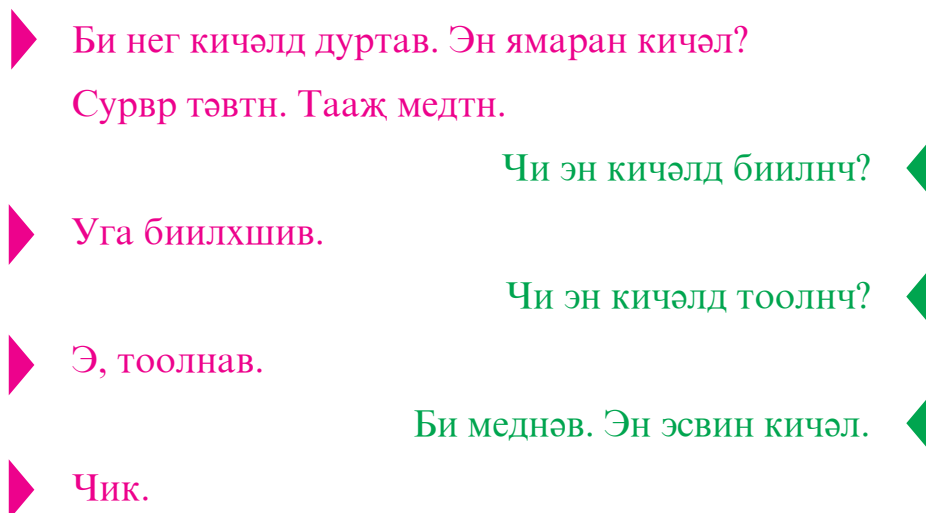 Би нег кичәлд дуртав. Эн ямаран кичәл?
Сурвр тәвтн. Тааҗ медтн.
Чи эн кичәлд биилнч?
Уга биилхшив.
Чи эн кичәлд тоолнч?
Э, тоолнав.
Би меднәв. Эн эсвин кичәл.
Чик.